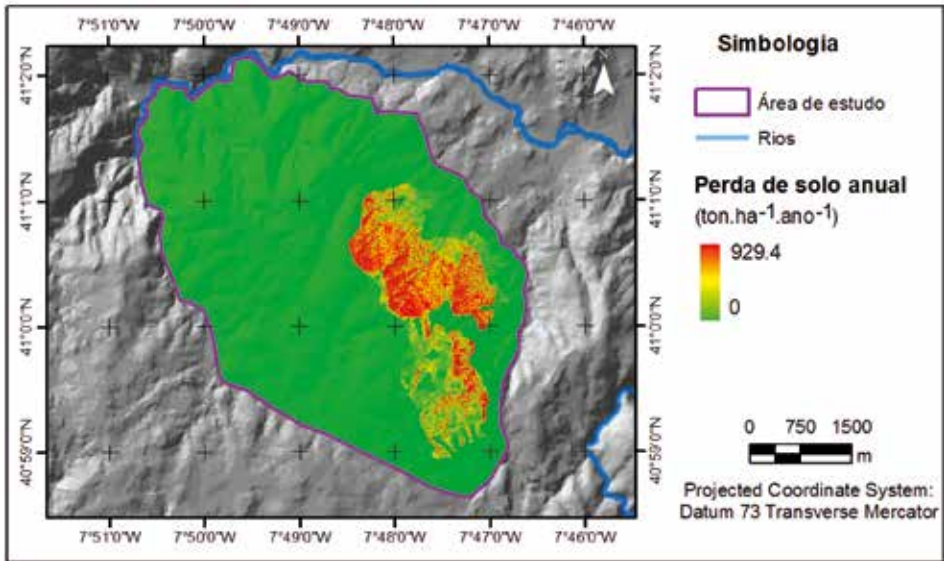 7°51'0"W 7°50'0"W 7°49'0"W 7°48'0"W 7°47'0"W 7°46'0"W
41°2'0"N
41°1'0"N
41°0'0"N
40°59'0"N
41°2'0"N
41°1'0"N
41°0'0"N
40°59'0"N
7°51'0"W 7°50'0"W 7°49'0"W 7°48'0"W 7°47'0"W 7°46'0"W
Simbologia
Área de estudo
Rios
Perda de solo anual
(ton.ha-1.ano-1)
929.4
0
0 750 1500
m
Projected Coordinate System:
Datum 73 Transverse Mercator